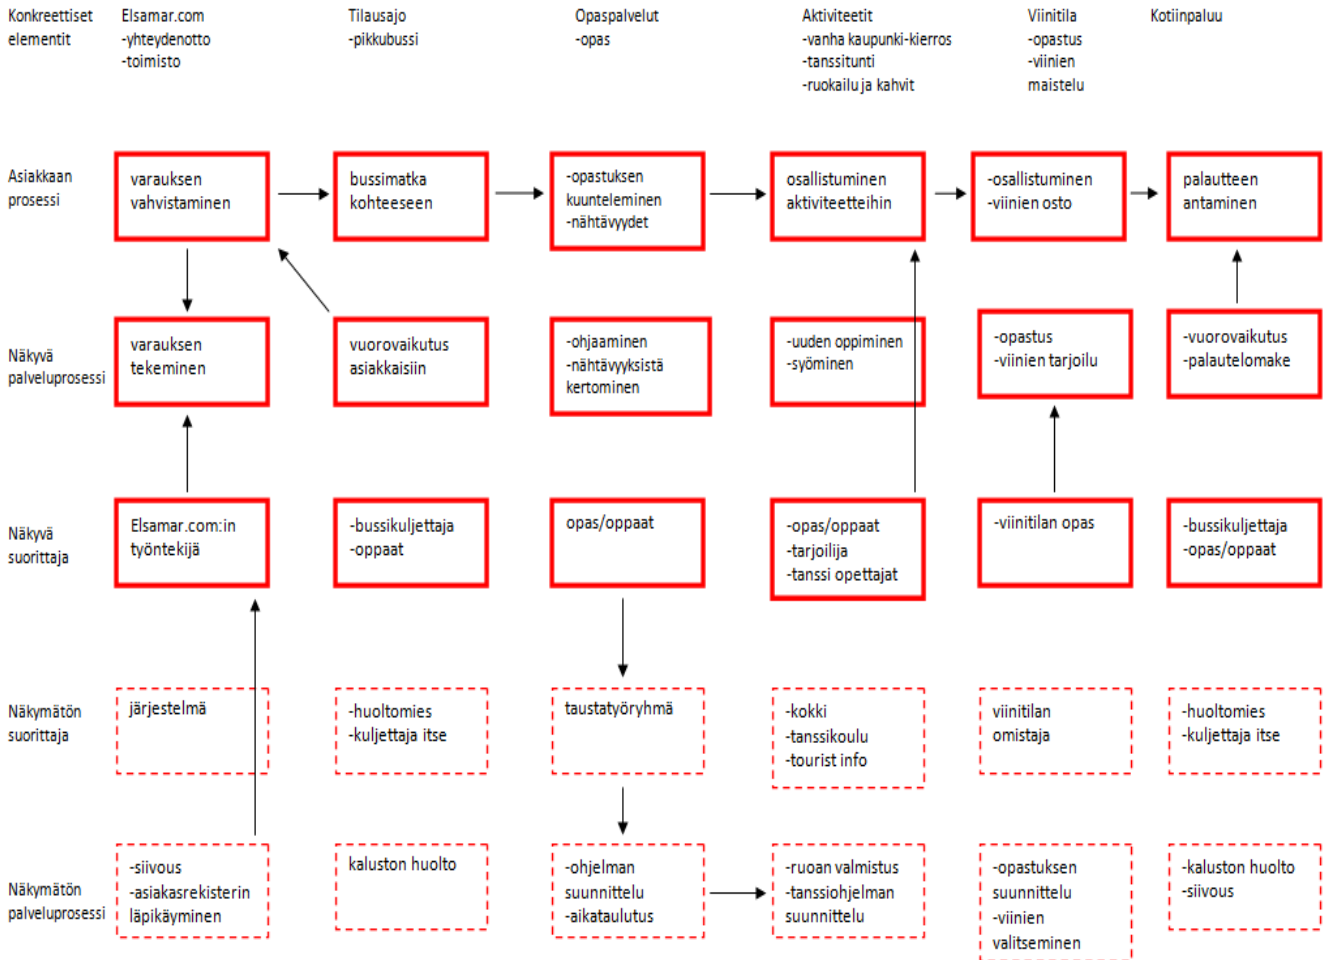 Konkreettiset
elementit
Elsamar.com
-yhteydenotto
-toimisto
Tilausajo
-pikkubussi
Opaspalvelut
-opas
Aktiviteetit
-vanha kaupunki-kierros
-tanssitunti
-ruokailu ja kahvit
Viinitila
-opastus
-viinien
maistelu
Kotiinpaluu
Asiakkaan
prosessi
varauksen
vahvistaminen
bussimatka
kohteeseen
-opastuksen
kuunteleminen
-nähtävyydet
osallistuminen
aktiviteetteihin
-osallistuminen
-viinien osto
palautteen
antaminen
Näkyvä
palveluprosessi
varauksen
tekeminen
vuorovaikutus
asiakkaisiin
-ohjaaminen
-nähtävyyksistä
kertominen
-uuden oppiminen
-syöminen
-opastus
-viinien tarjoilu
-vuorovaikutus
-palautelomake
Näkyvä
suorittaja
Elsamar.com:in
työntekijä
-bussikuljettaja
-oppaat
opas/oppaat
-opas/oppaat
-tarjoilija
-tanssi opettajat
-viinitilan opas
-bussikuljettaja
-opas/oppaat
Näkymätön
suorittaja
järjestelmä
-huoltomies
-kuljettaja itse
taustatyöryhmä
-kokki
-tanssikoulu
-tourist info
viinitilan
omistaja
-huoltomies
-kuljettaja itse
Näkymätön
palveluprosessi
-siivous
-asiakasrekisterin
läpikäyminen
kaluston huolto
-ohjelman
suunnittelu
-aikataulutus
-ruoan valmistus
-tanssiohjelman
suunnittelu
-opastuksen
suunnittelu
-viinien
valitseminen
-kaluston huolto
-siivous